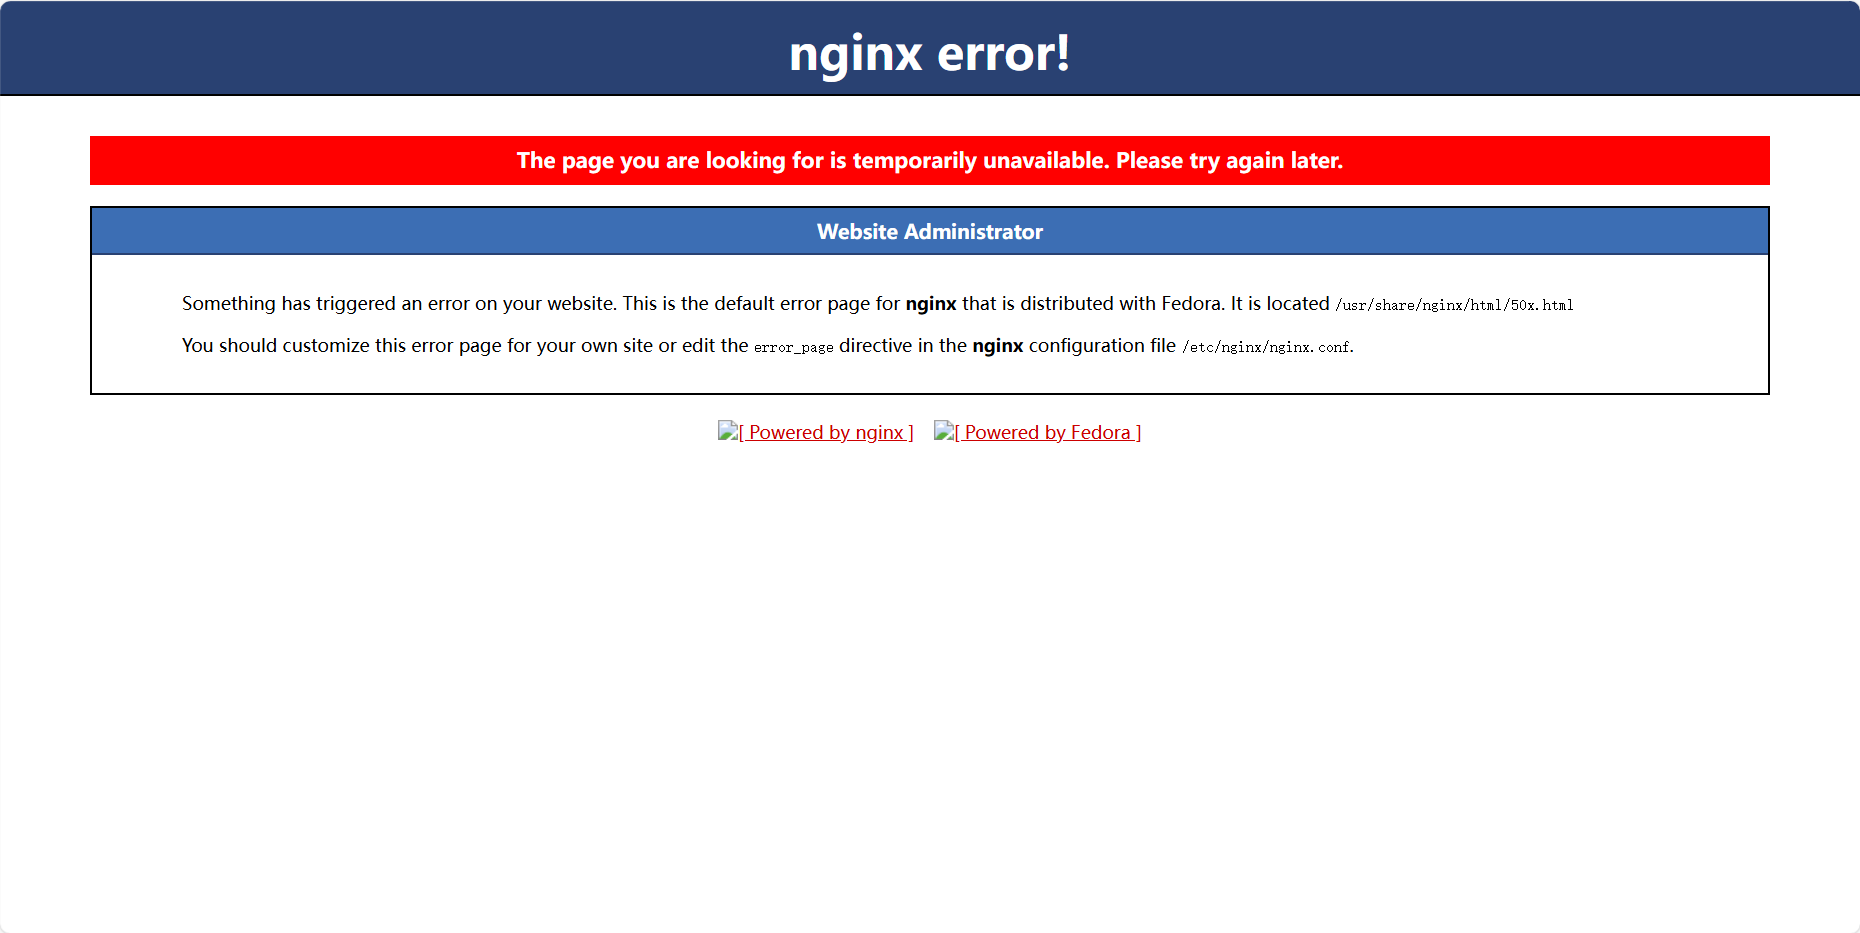 nginx error!
The page you are looking for is temporarily unavailable. Please try again later.
Website Administrator
Something has triggered an error on your website. This is the default error page for nginx that is distributed with Fedora. It is located /usr/share/nginx/html/50x.html
You should customize this error page for your own site or edit the error_page directive in the nginx configuration file /etc/nginx/nginx.conf.
[ Powered by nginx ] [ Powered by Fedora ]